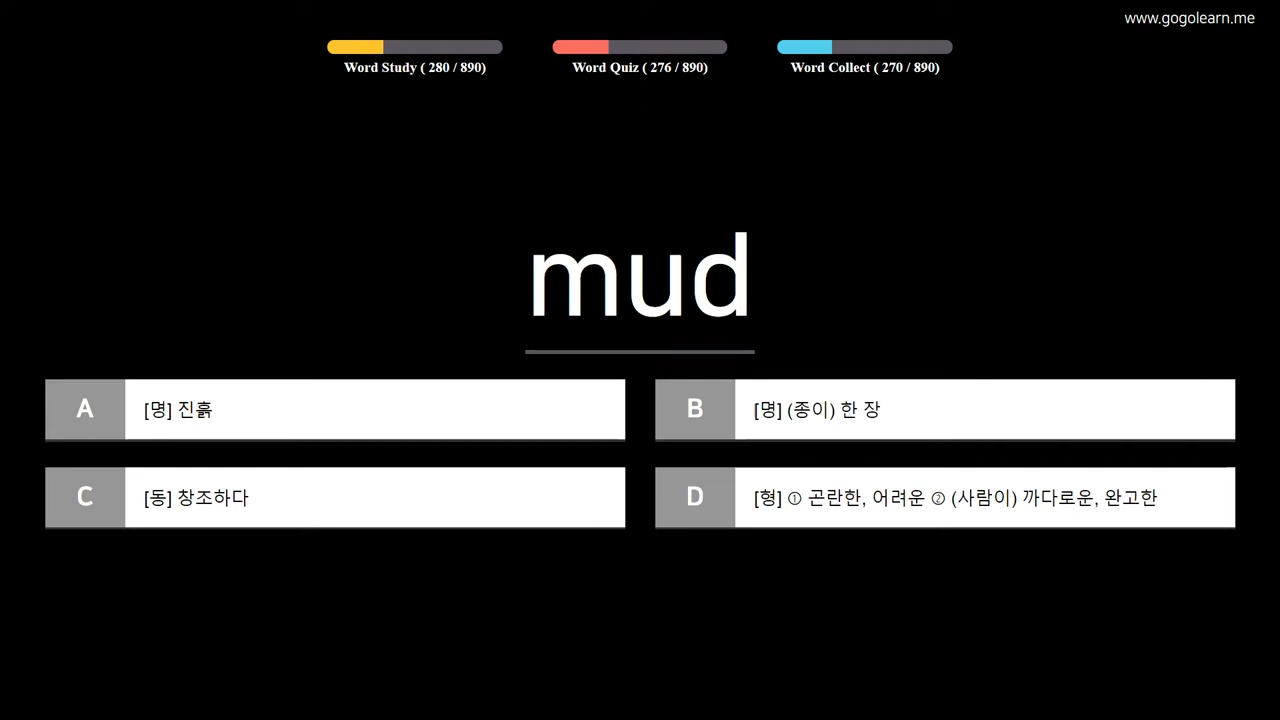 www.gogolearn.me
Word Study ( 280 / 890)
Word Quiz ( 276 / 890)
Word Collect ( 270 / 890)
mud
A [명] 진흙
B [명] (종이) 한 장
C [동] 창조하다
D [형] ① 곤란한, 어려운 ② (사람이) 까다로운, 완고한